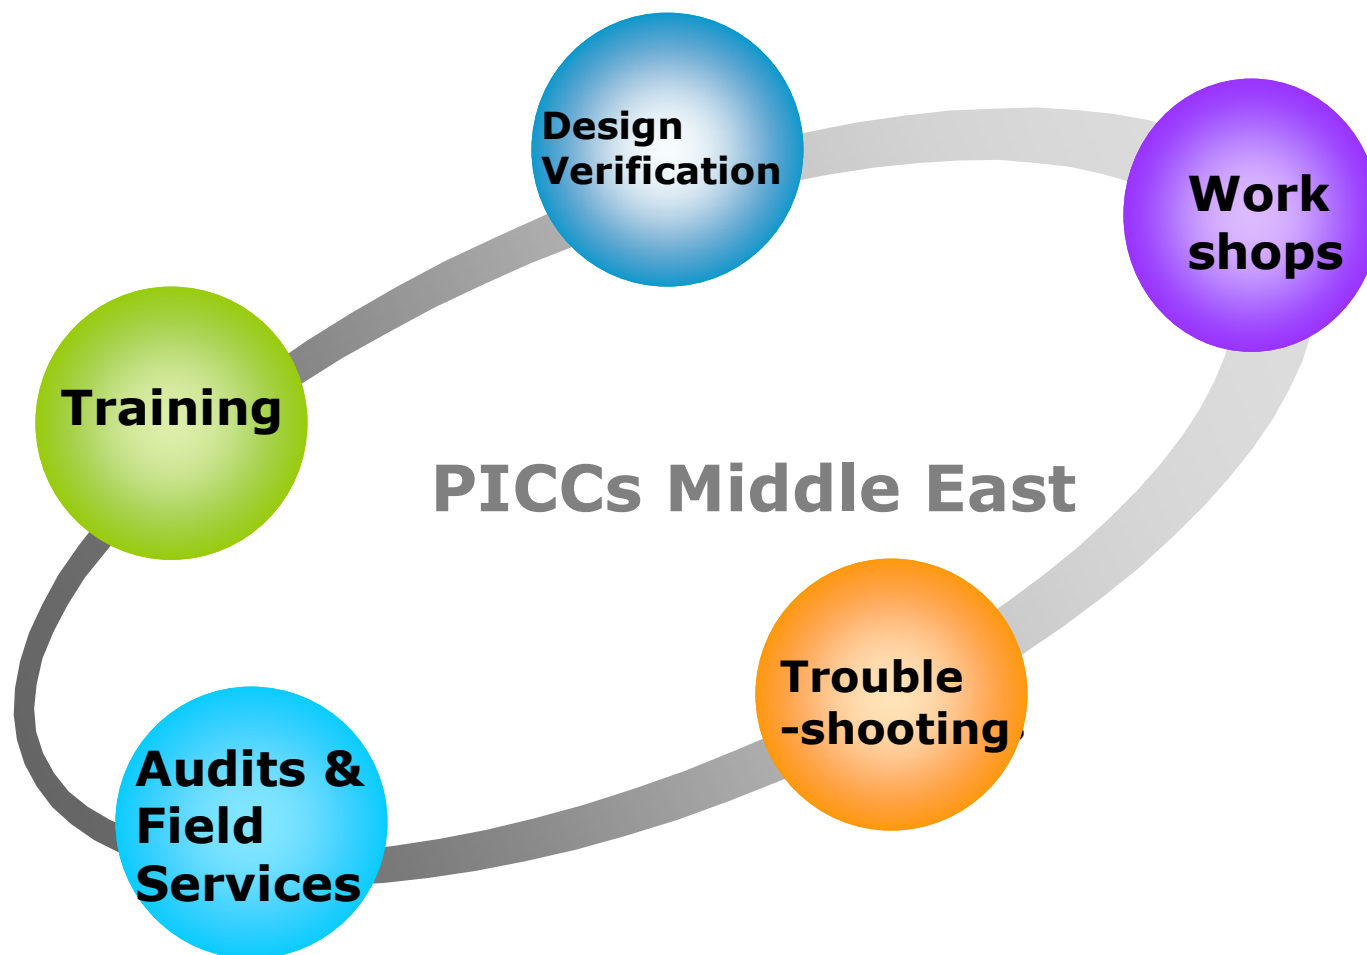 Design
Verification
Work
shops
Training
PICCs Middle East
Trouble
-shooting
Audits &
Field
Services